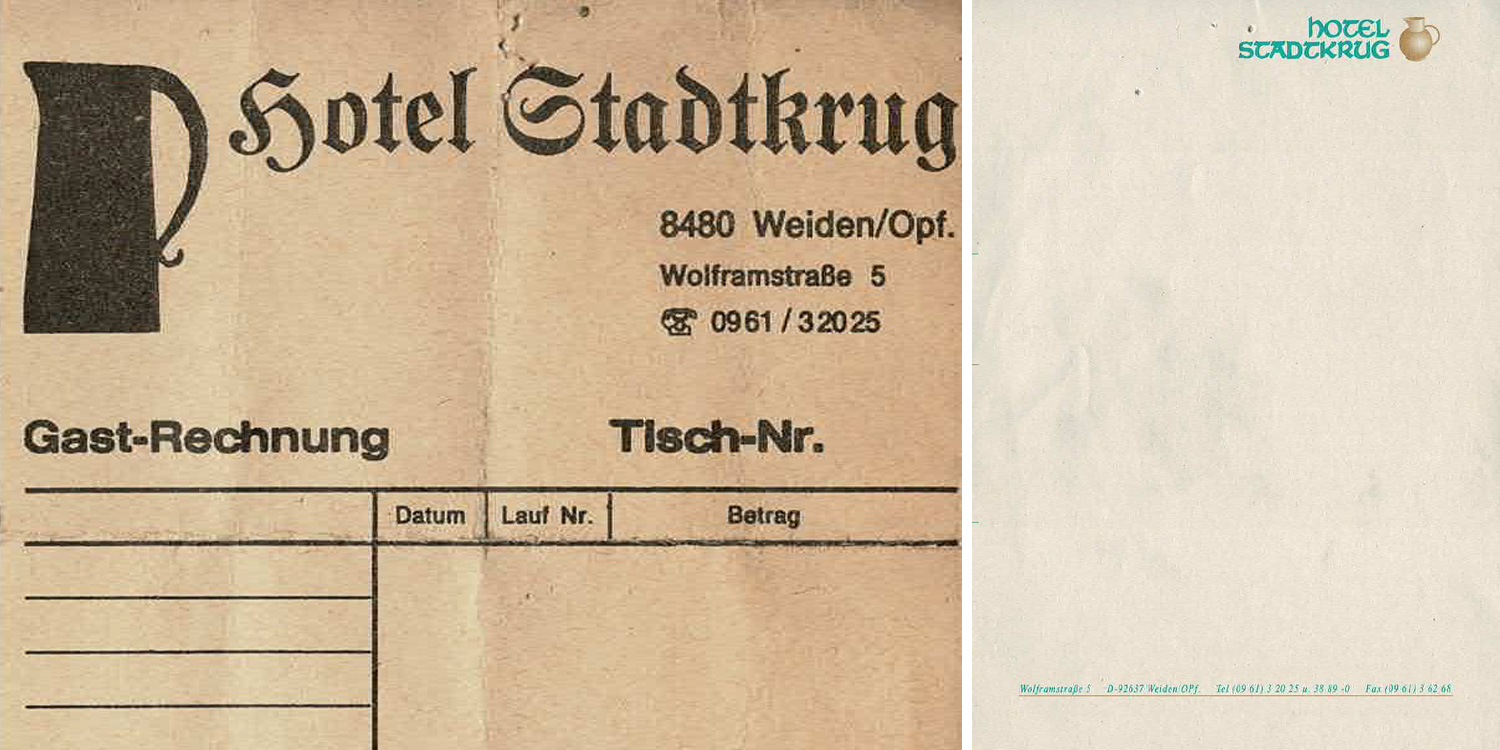 Hotel Stadtkrug
8480 Weiden/Opf.
Wolframstraße 5
☎ 0961 / 32025
Gast-Rechnung Tisch-Nr.
Datum Lauf Nr. Betrag
HOTEL
STADTKRUG
Wolframstraße 5 D-92637 Weiden/OPf. Tel (09 61) 3 20 25 u. 38 89 -0 Fax (09 61) 3 62 68